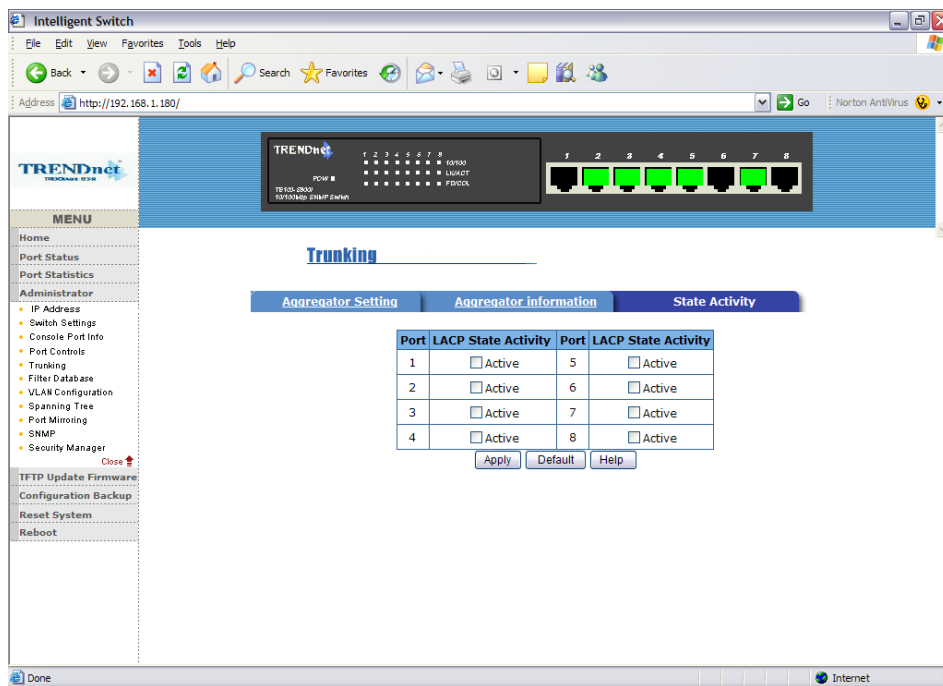 Intelligent Switch
File Edit View Favorites Tools Help
Back Search Favorites
Address http://192.168.1.180/ Go Norton AntiVirus
TRENDnet
TRENDnet
1 2 3 4 5 6 7 8
10/100
POW LK/ACT
FD/COL
10/100Mbp SNMP Switch
1 2 3 4 5 6 7 8
MENU
Home
Port Status
Port Statistics
Administrator
IP Address
Switch Settings
Console Port Info
Port Controls
Trunking
Filter Database
VLAN Configuration
Spanning Tree
Port Mirroring
SNMP
Security Manager
Close
TFTP Update Firmware
Configuration Backup
Reset System
Reboot
Trunking
Aggregator Setting Aggregator information State Activity
Port LACP State Activity Port LACP State Activity
1 Active 5 Active
2 Active 6 Active
3 Active 7 Active
4 Active 8 Active
Apply Default Help
Done Internet